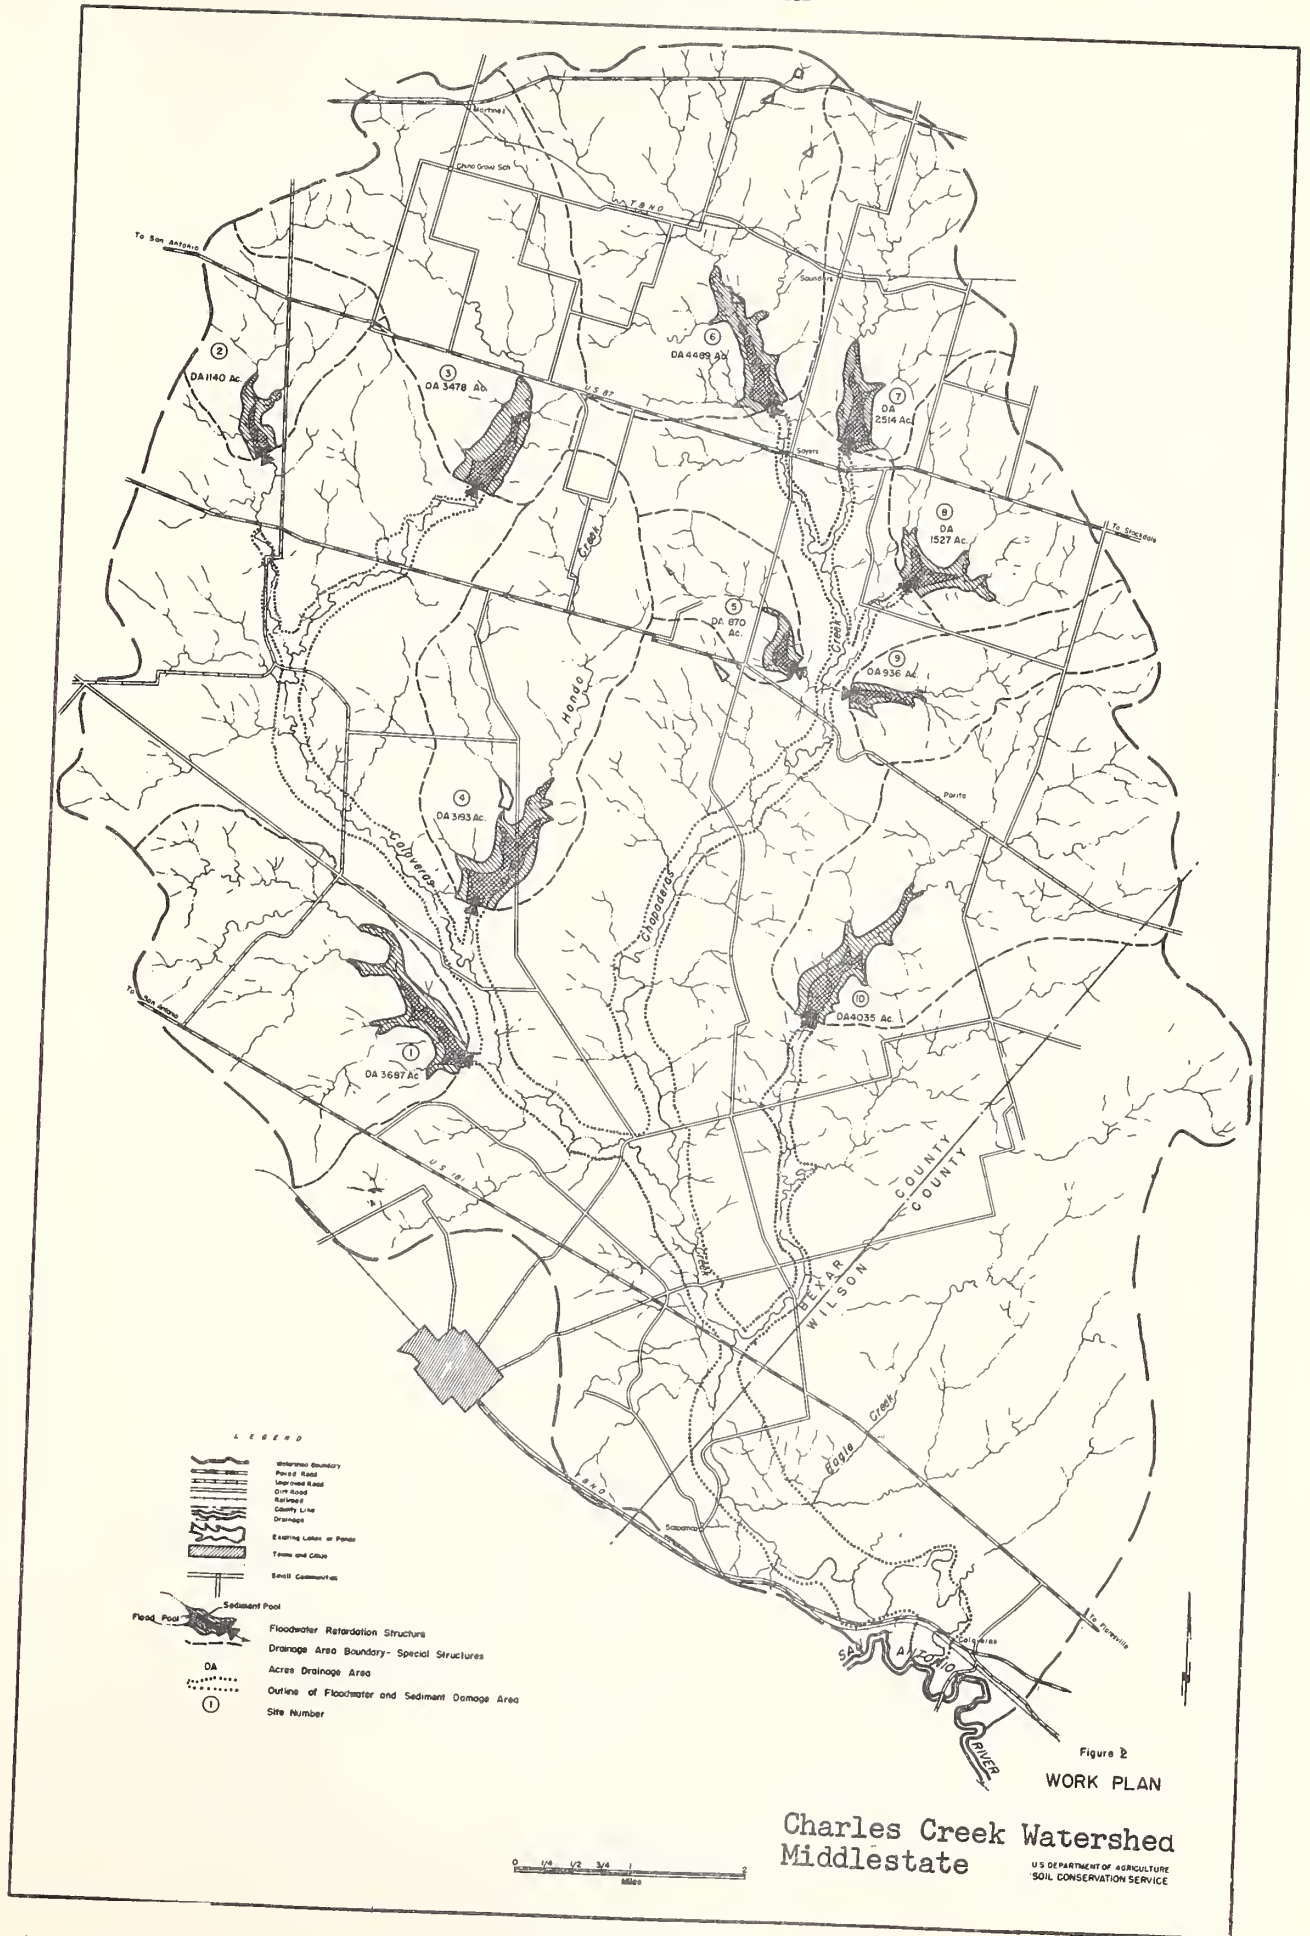 Martinez
China Grove Sch
T & N O
To San Antonio
Saunders
2
DA 1140 Ac.
3
DA 3478 Ac.
6
DA 4489 Ac.
US 87
7
DA
2514 Ac.
Sayers
8
DA
1527 Ac.
To Stockdale
Creek
5
DA 870
Ac.
Creek
9
DA 936 Ac.
Hondo
4
DA 3193 Ac.
Parita
Calaveras
Chupaderas
To San Antonio
10
DA 4035 Ac.
1
DA 3687 Ac
US 181
COUNTY
COUNTY
Creek
BEXAR
WILSON
Eagle Creek
T & N O
Saspamco
LEGEND
Watershed Boundary
Paved Road
Improved Road
Dirt Road
Railroad
County Line
Drainage
Existing Lakes or Ponds
Towns and Cities
Small Communities
Sediment Pool
Flood Pool
Floodwater Retardation Structure
Drainage Area Boundary- Special Structures
DA
Acres Drainage Area
Outline of Floodwater and Sediment Damage Area
1
Site Number
To Floresville
Calaveras
SAN ANTONIO
RIVER
Figure 2
WORK PLAN
Charles Creek Watershed
Middlestate
U S DEPARTMENT OF AGRICULTURE
SOIL CONSERVATION SERVICE
0 1/4 1/2 3/4 1 2
Miles